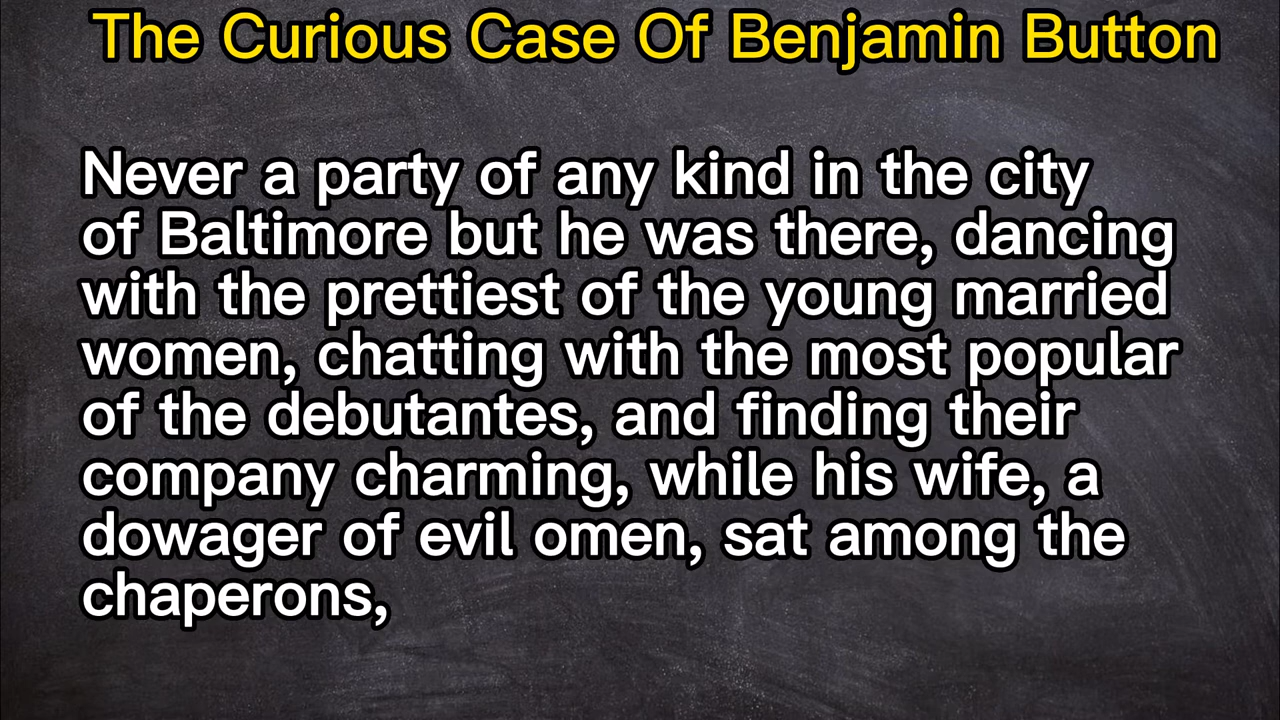 The Curious Case Of Benjamin Button
Never a party of any kind in the city
of Baltimore but he was there, dancing
with the prettiest of the young married
women, chatting with the most popular
of the debutantes, and finding their
company charming, while his wife, a
dowager of evil omen, sat among the
chaperons,